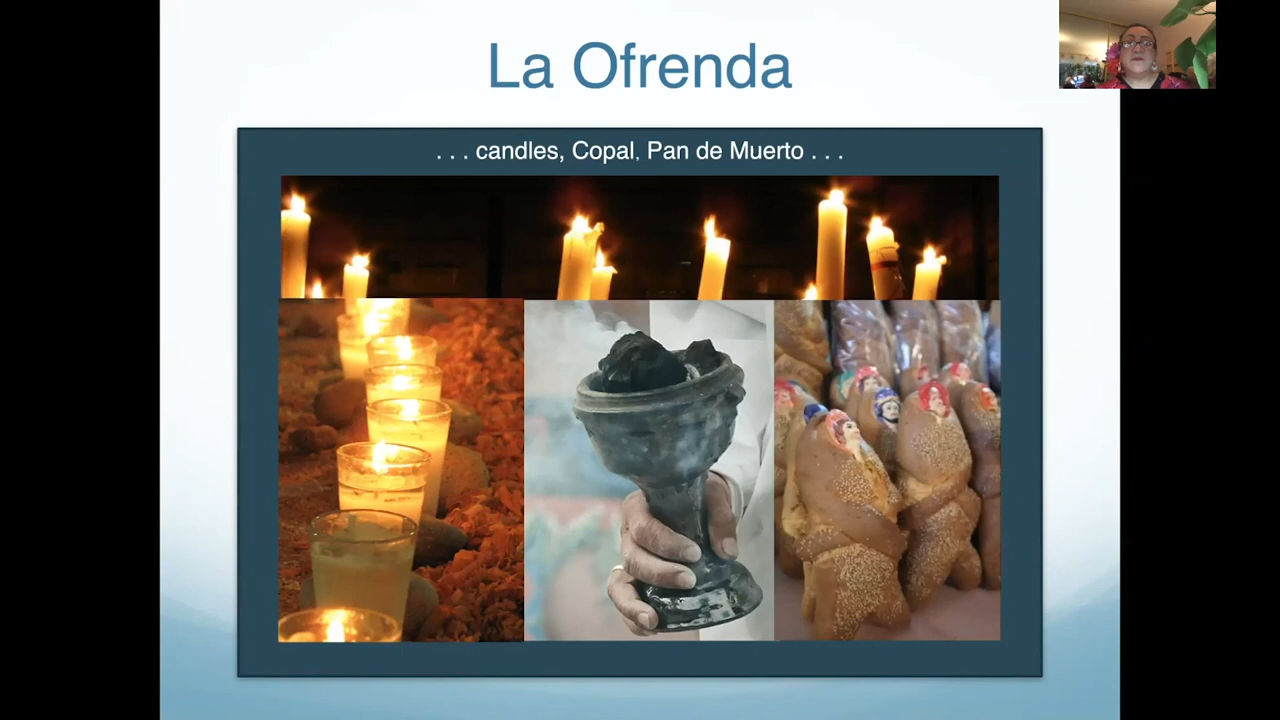 La Ofrenda
. . . candles, Copal, Pan de Muerto . . .